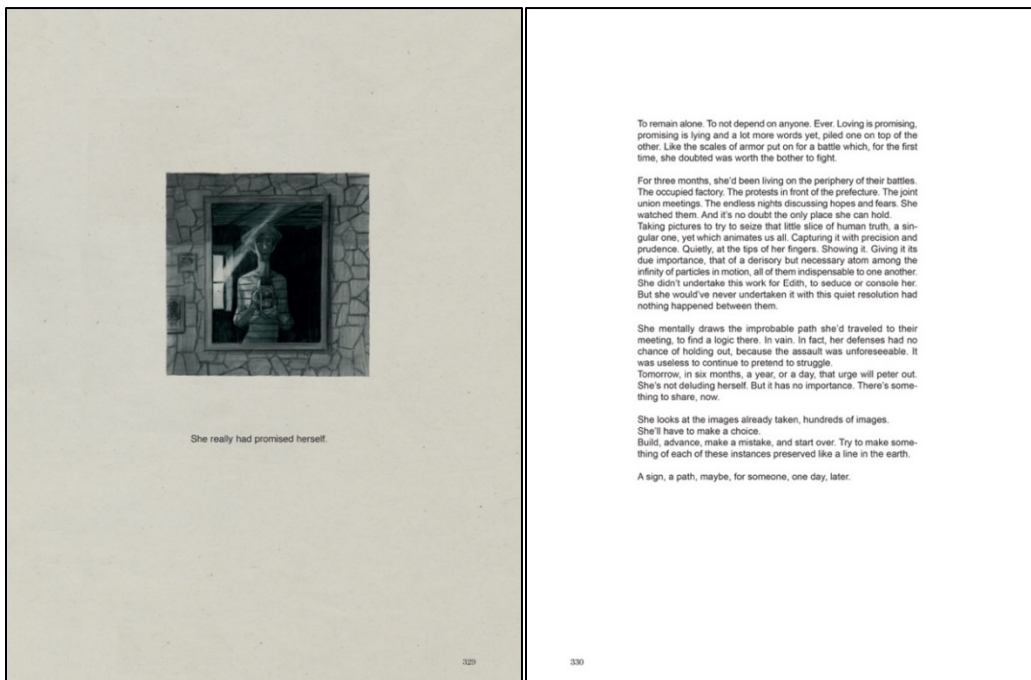 She really had promised herself.
329
To remain alone. To not depend on anyone. Ever. Loving is promising,
promising is lying and a lot more words yet, piled one on top of the
other. Like the scales of armor put on for a battle which, for the first
time, she doubted was worth the bother to fight.
For three months, she'd been living on the periphery of their battles.
The occupied factory. The protests in front of the prefecture. The joint
union meetings. The endless nights discussing hopes and fears. She
watched them. And it's no doubt the only place she can hold.
Taking pictures to try to seize that little slice of human truth, a sin-
gular one, yet which animates us all. Capturing it with precision and
prudence. Quietly, at the tips of her fingers. Showing it. Giving it its
due importance, that of a derisory but necessary atom among the
infinity of particles in motion, all of them indispensable to one another.
She didn't undertake this work for Edith, to seduce or console her.
But she would've never undertaken it with this quiet resolution had
nothing happened between them.
She mentally draws the improbable path she'd traveled to their
meeting, to find a logic there. In vain. In fact, her defenses had no
chance of holding out, because the assault was unforeseeable. It
was useless to continue to pretend to struggle.
Tomorrow, in six months, a year, or a day, that urge will peter out.
She's not deluding herself. But it has no importance. There's some-
thing to share, now.
She looks at the images already taken, hundreds of images.
She'll have to make a choice.
Build, advance, make a mistake, and start over. Try to make some-
thing of each of these instances preserved like a line in the earth.
A sign, a path, maybe, for someone, one day, later.
330